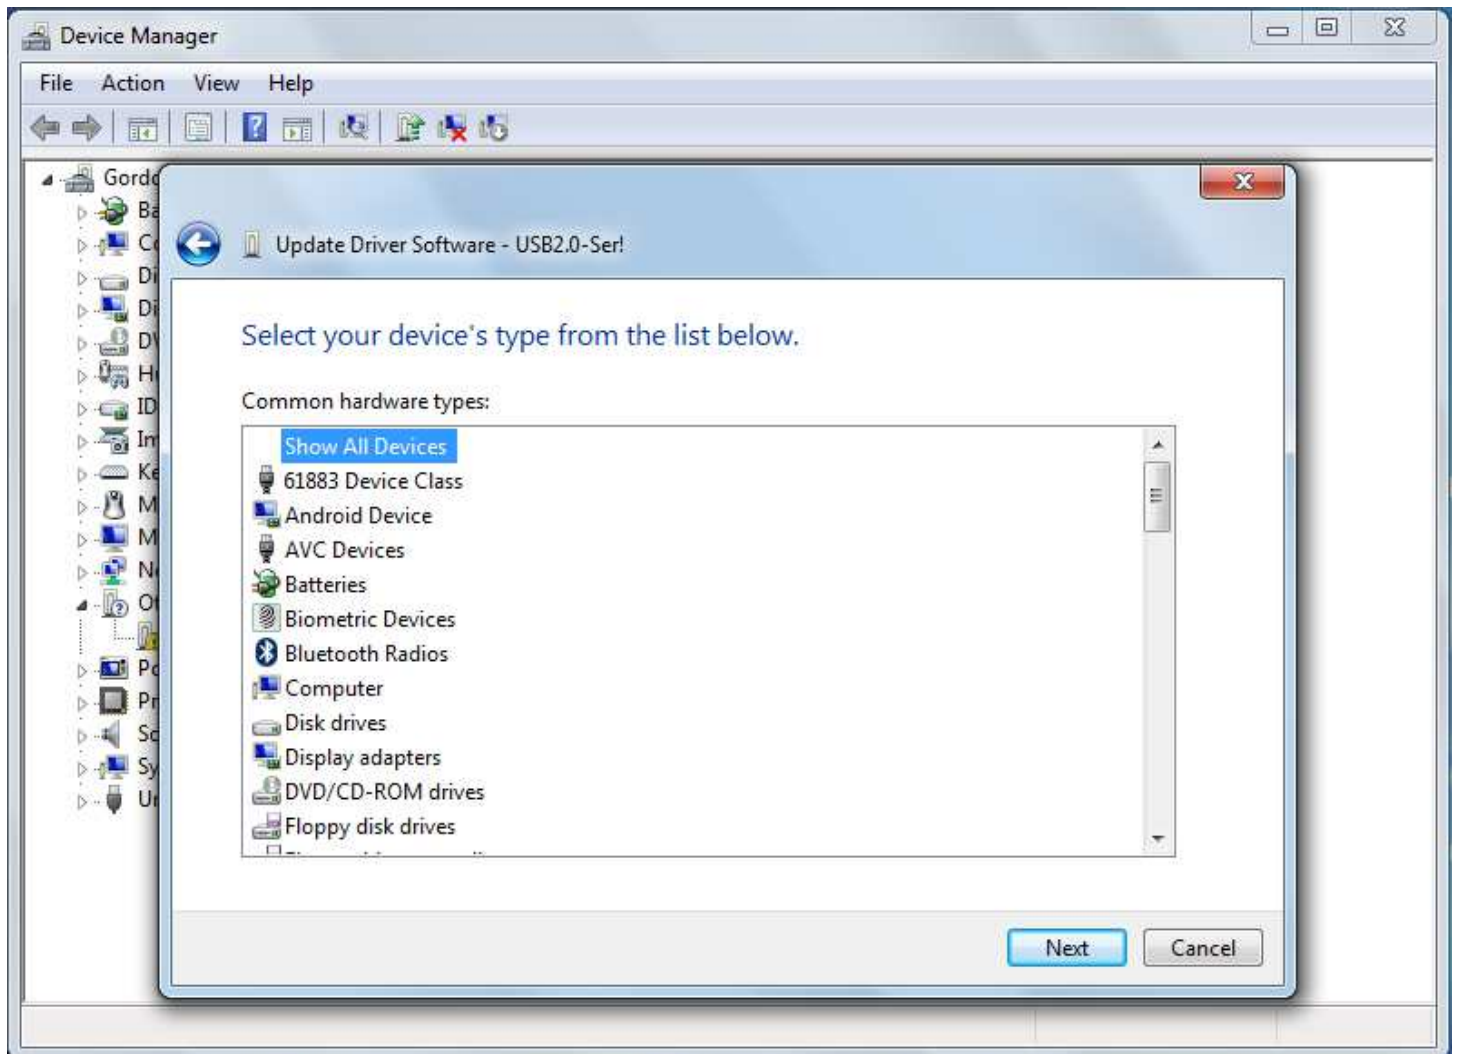 Device Manager
File Action View Help
Update Driver Software - USB2.0-Ser!
Select your device's type from the list below.
Common hardware types:
Show All Devices
61883 Device Class
Android Device
AVC Devices
Batteries
Biometric Devices
Bluetooth Radios
Computer
Disk drives
Display adapters
DVD/CD-ROM drives
Floppy disk drives
Next Cancel